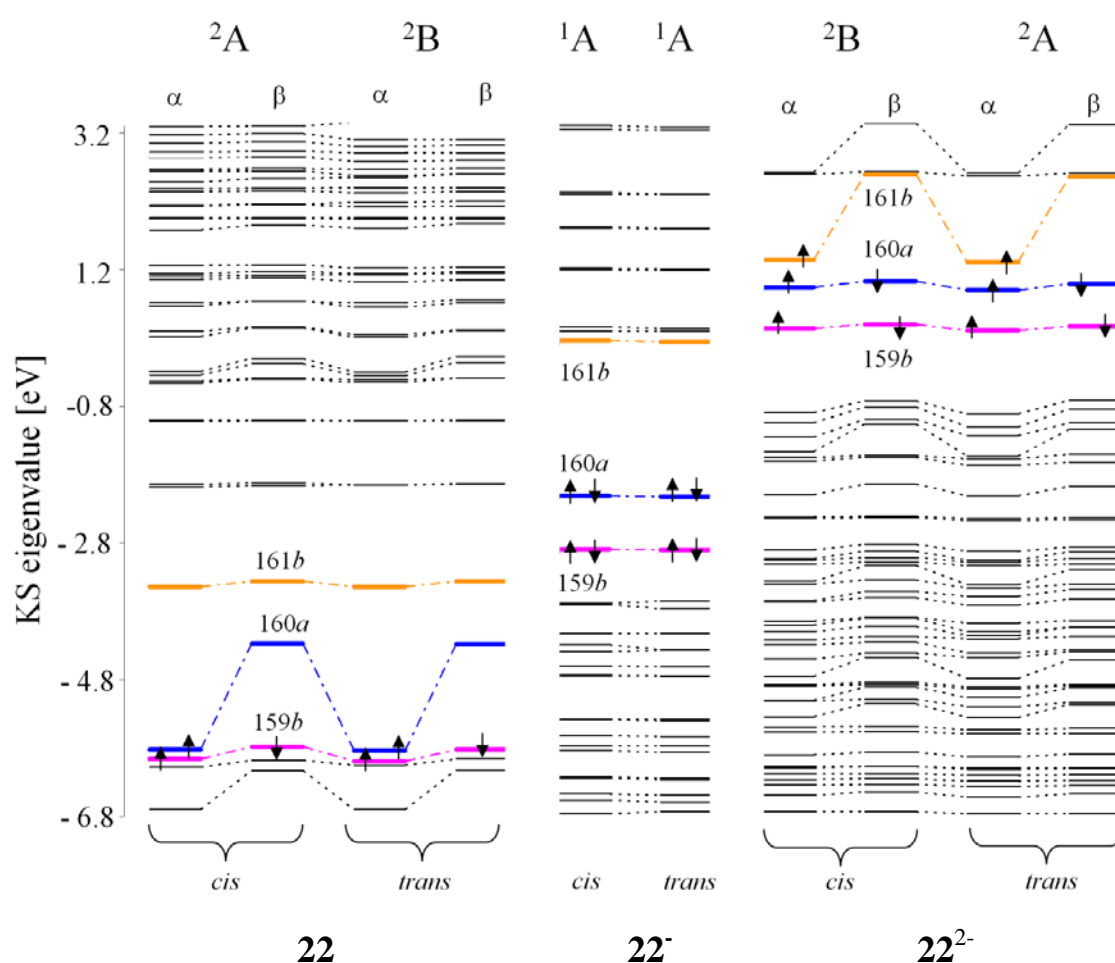 ²A ²B ¹A ¹A ²B ²A
α β α β α β α β
3.2
1.2
-0.8
- 2.8
- 4.8
- 6.8
KS eigenvalue [eV]
161b
160a
159b
161b
160a
159b
161b
160a
159b
cis trans cis trans cis trans
22 22⁻ 22²⁻